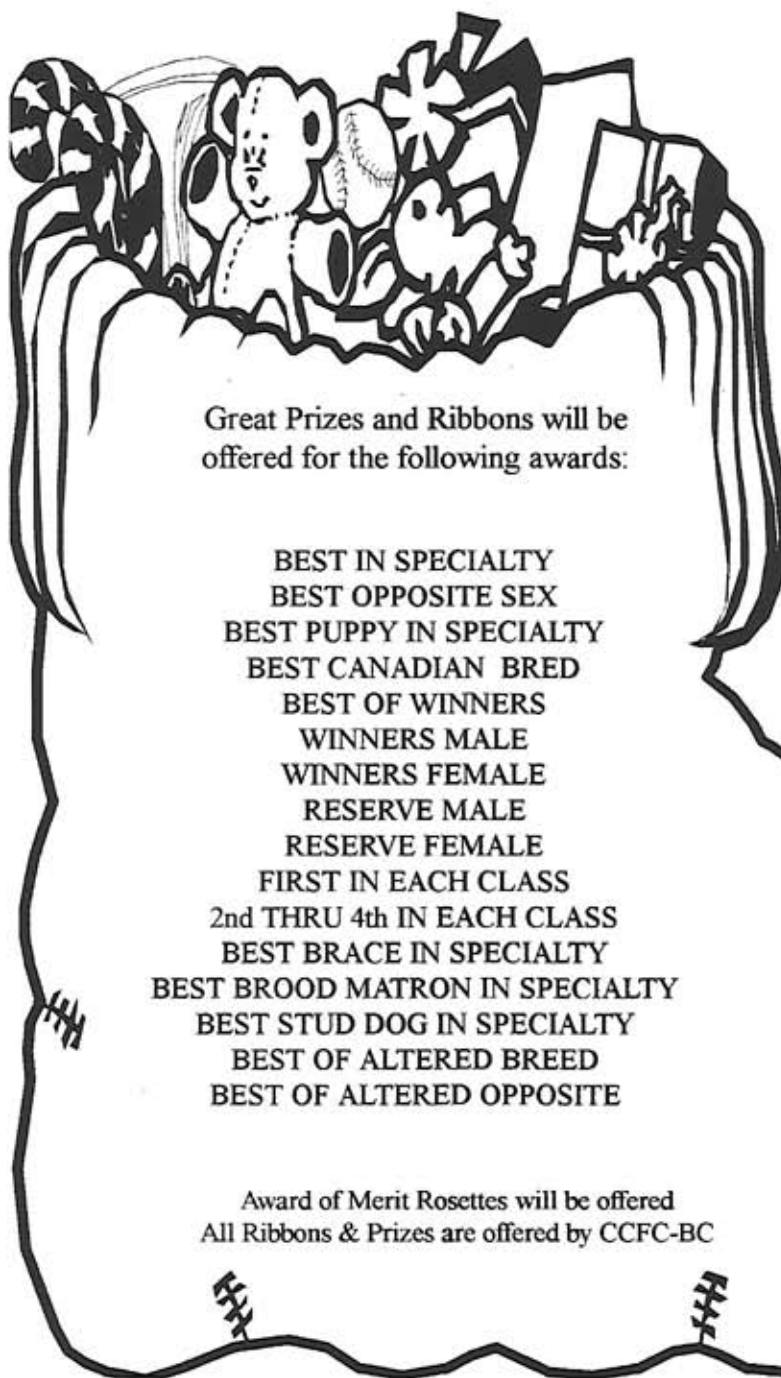 Great Prizes and Ribbons will be
offered for the following awards:
BEST IN SPECIALTY
BEST OPPOSITE SEX
BEST PUPPY IN SPECIALTY
BEST CANADIAN BRED
BEST OF WINNERS
WINNERS MALE
WINNERS FEMALE
RESERVE MALE
RESERVE FEMALE
FIRST IN EACH CLASS
2nd THRU 4th IN EACH CLASS
BEST BRACE IN SPECIALTY
BEST BROOD MATRON IN SPECIALTY
BEST STUD DOG IN SPECIALTY
BEST OF ALTERED BREED
BEST OF ALTERED OPPOSITE
Award of Merit Rosettes will be offered
All Ribbons & Prizes are offered by CCFC-BC